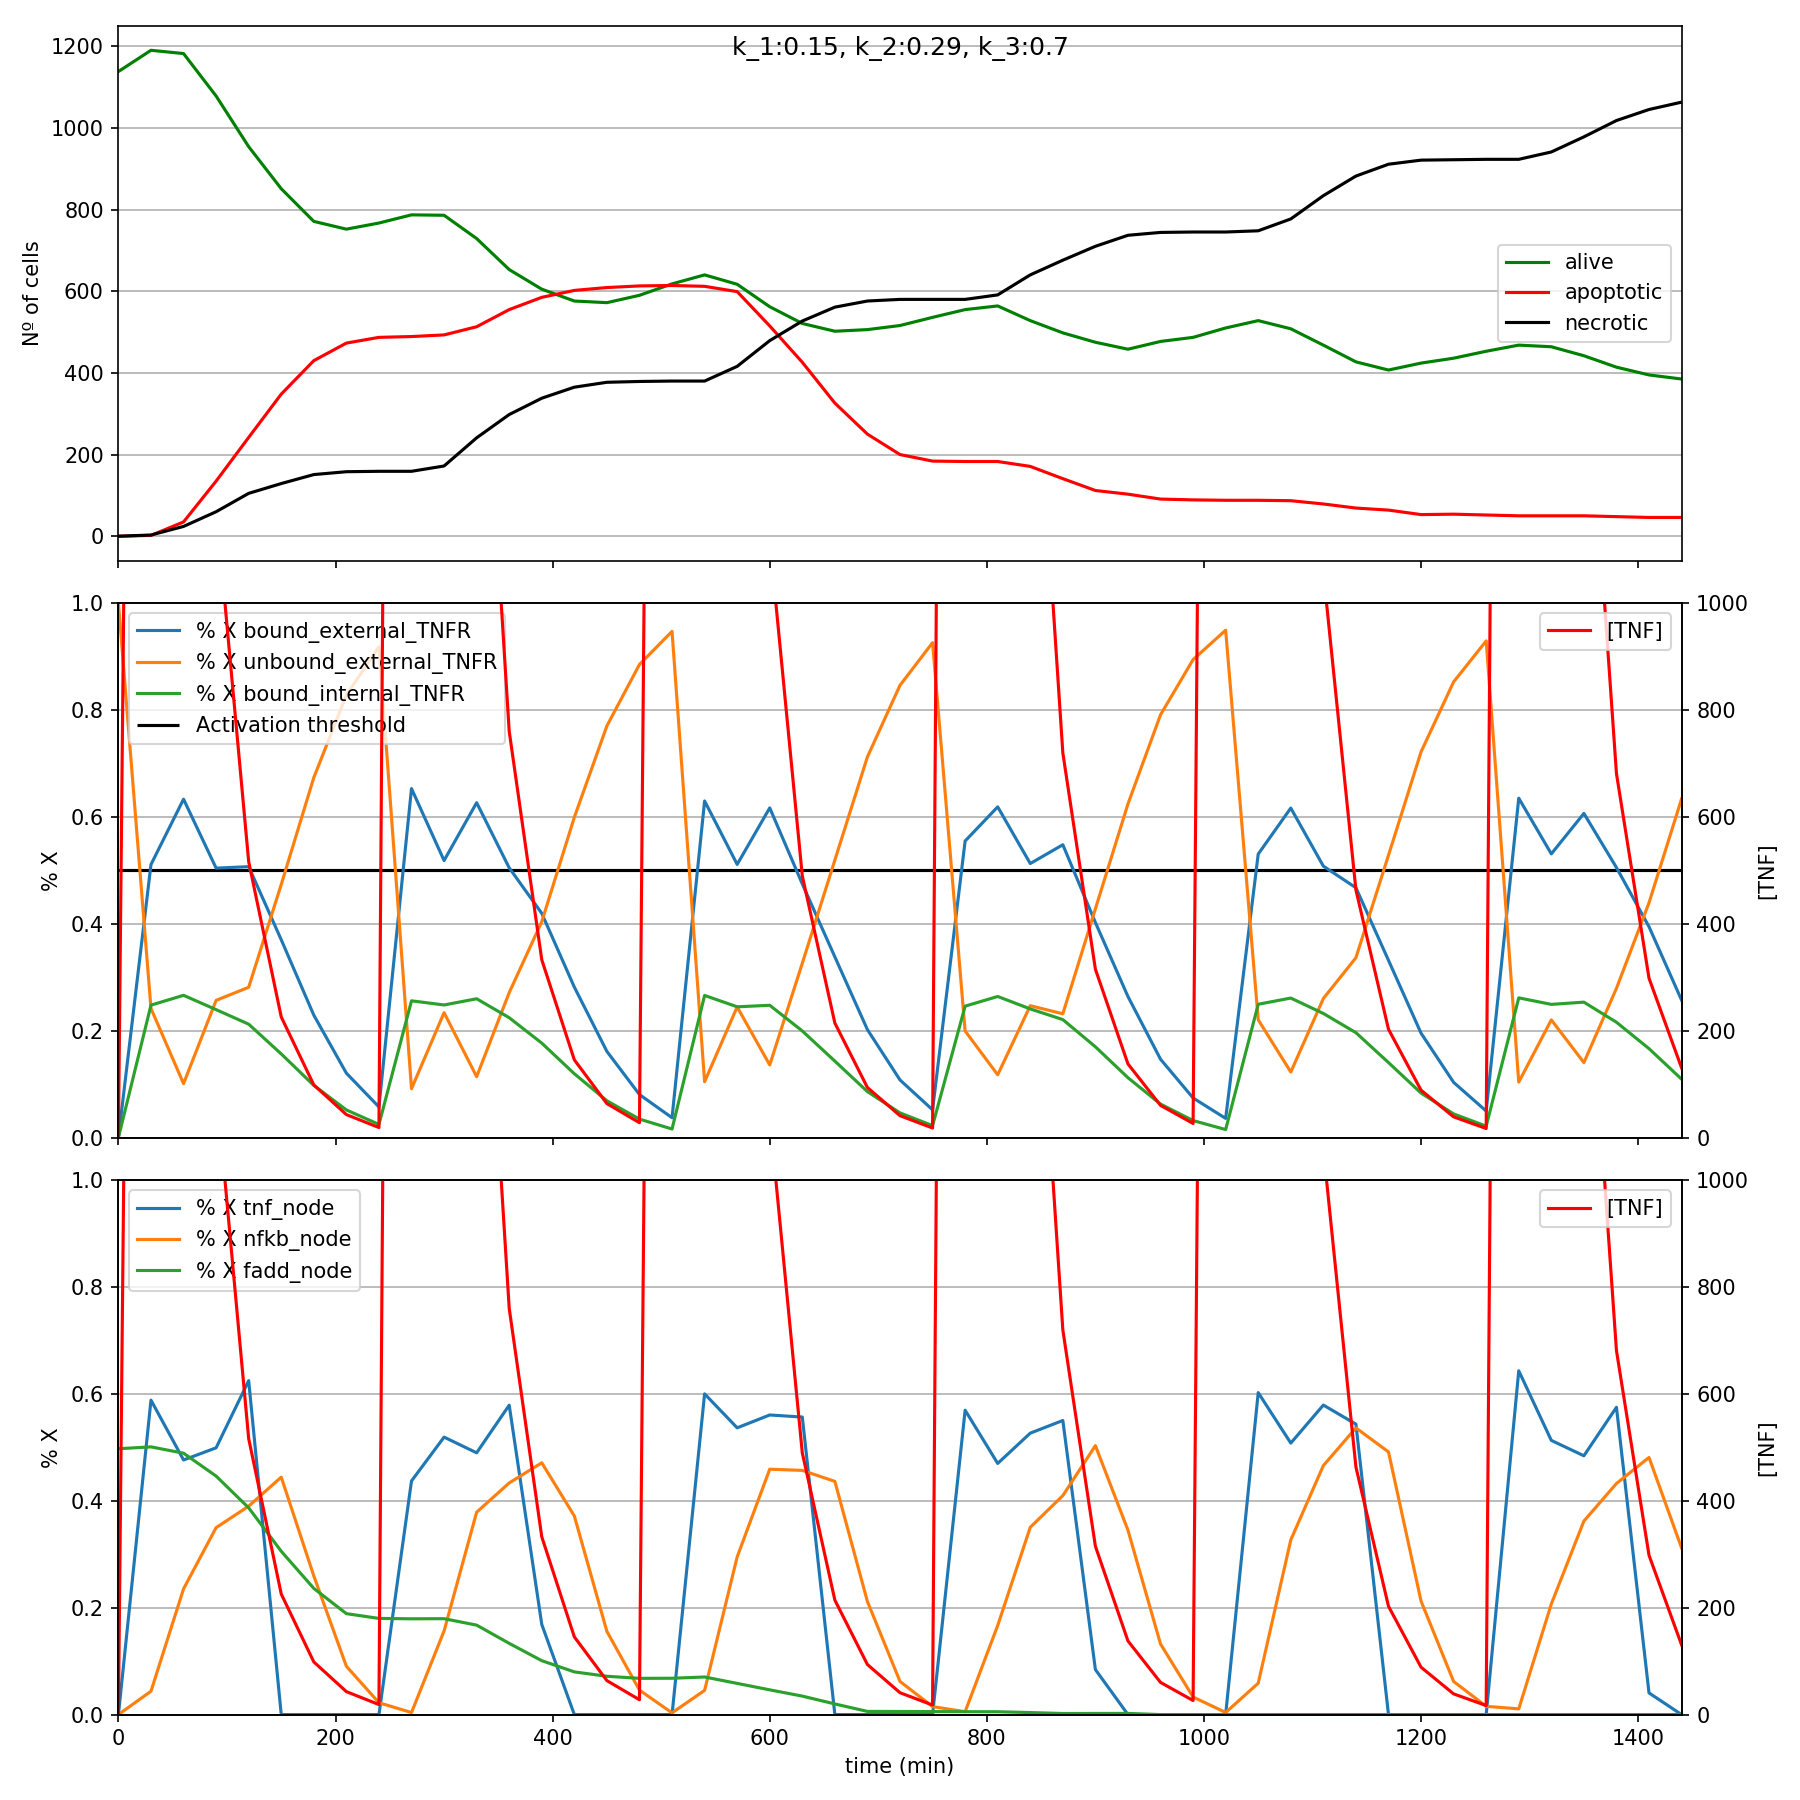 k_1:0.15, k_2:0.29, k_3:0.7
1200
1000
800
600
400
200
0
Nº of cells
alive
apoptotic
necrotic
1.0
0.8
0.6
0.4
0.2
0.0
% X
% X bound_external_TNFR
% X unbound_external_TNFR
% X bound_internal_TNFR
Activation threshold
[TNF]
1000
800
600
400
200
0
[TNF]
1.0
0.8
0.6
0.4
0.2
0.0
% X
% X tnf_node
% X nfkb_node
% X fadd_node
[TNF]
1000
800
600
400
200
0
[TNF]
0 200 400 600 800 1000 1200 1400
time (min)